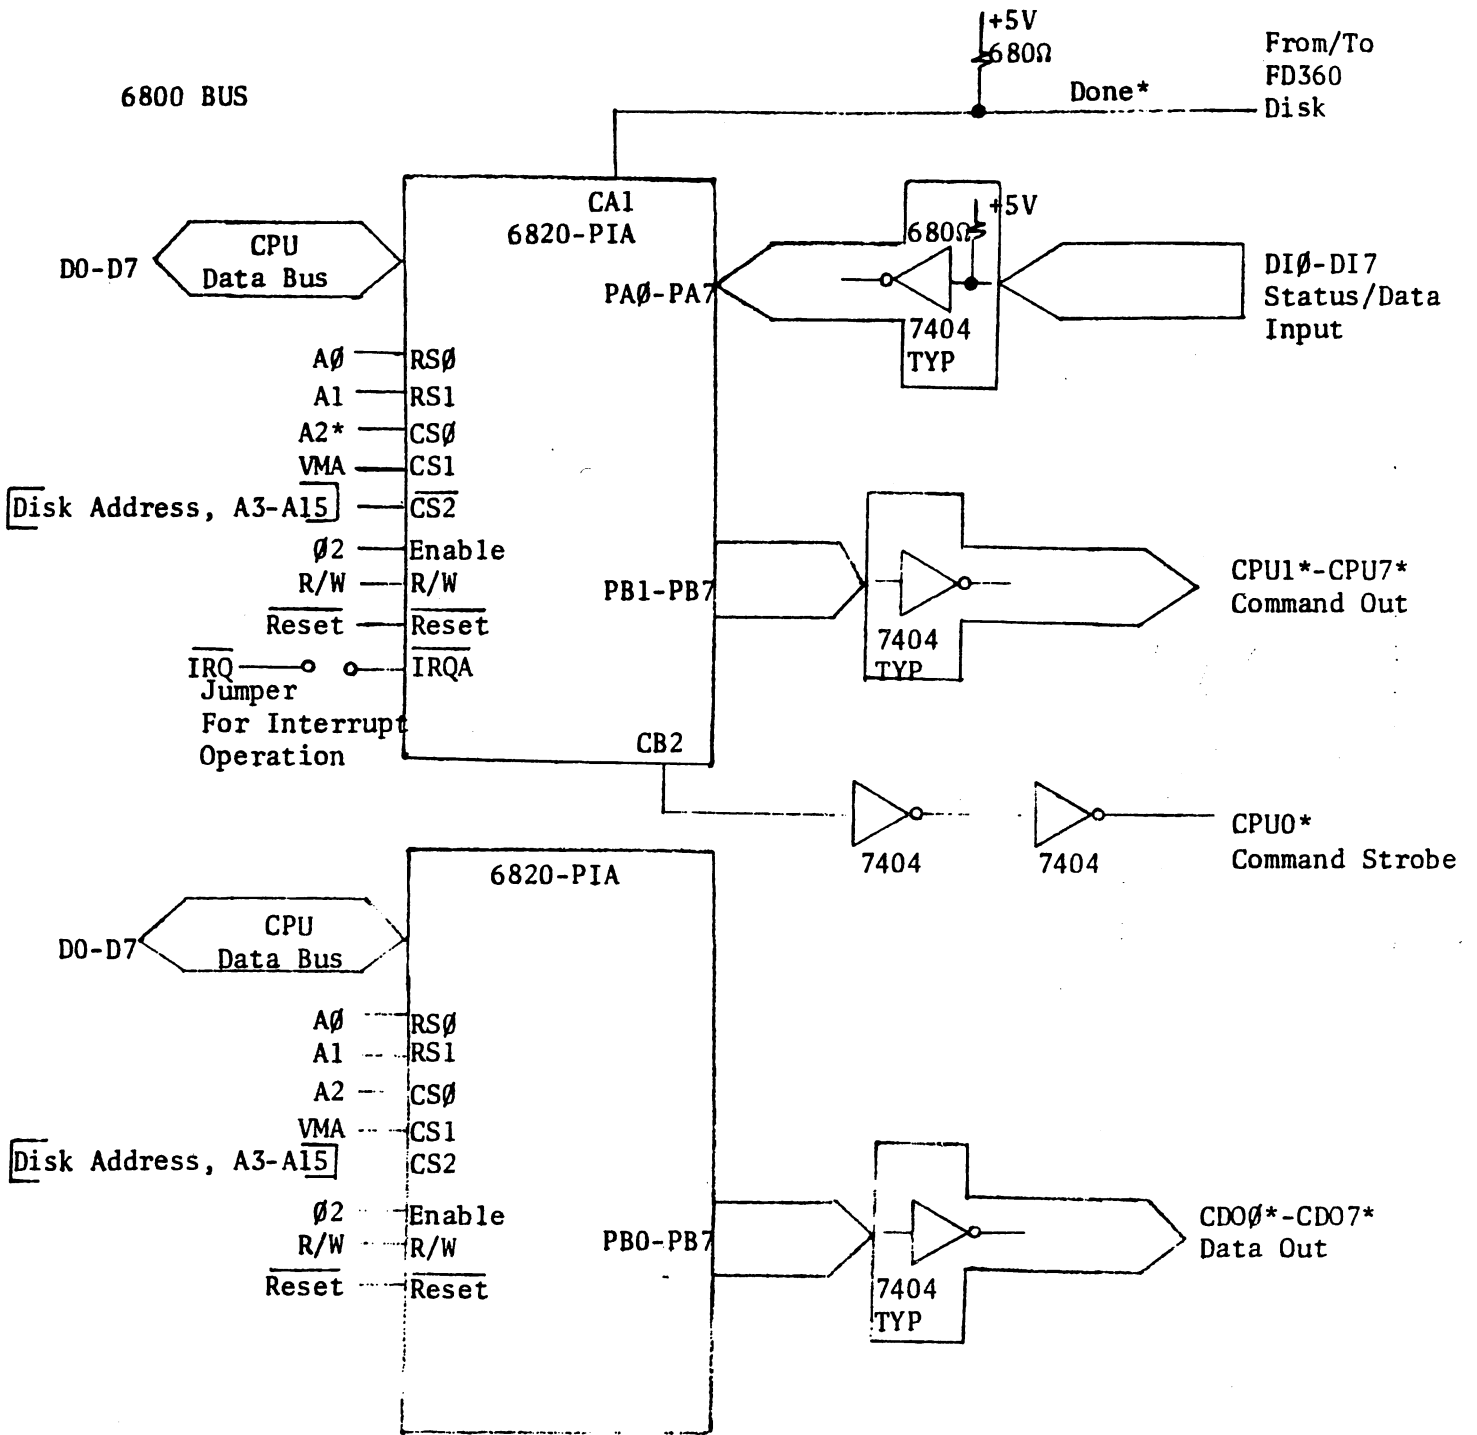 +5V
680Ω
From/To
FD360
Disk
6800 BUS
Done*
CA1
6820-PIA
CPU
Data Bus
D0-D7
PAØ-PA7
+5V
680Ω
7404
TYP
DIØ-DI7
Status/Data
Input
AØ
RSØ
A1
RS1
A2*
CSØ
VMA
CS1
Disk Address, A3-A15
CS2
Ø2
Enable
R/W
R/W
Reset
Reset
IRQ
IRQA
Jumper
For Interrupt
Operation
PB1-PB7
7404
TYP
CPU1*-CPU7*
Command Out
CB2
7404
7404
CPU0*
Command Strobe
6820-PIA
CPU
Data Bus
D0-D7
AØ
RSØ
A1
RS1
A2
CSØ
VMA
CS1
Disk Address, A3-A15
CS2
Ø2
Enable
R/W
R/W
Reset
Reset
PB0-PB7
7404
TYP
CDOØ*-CDO7*
Data Out